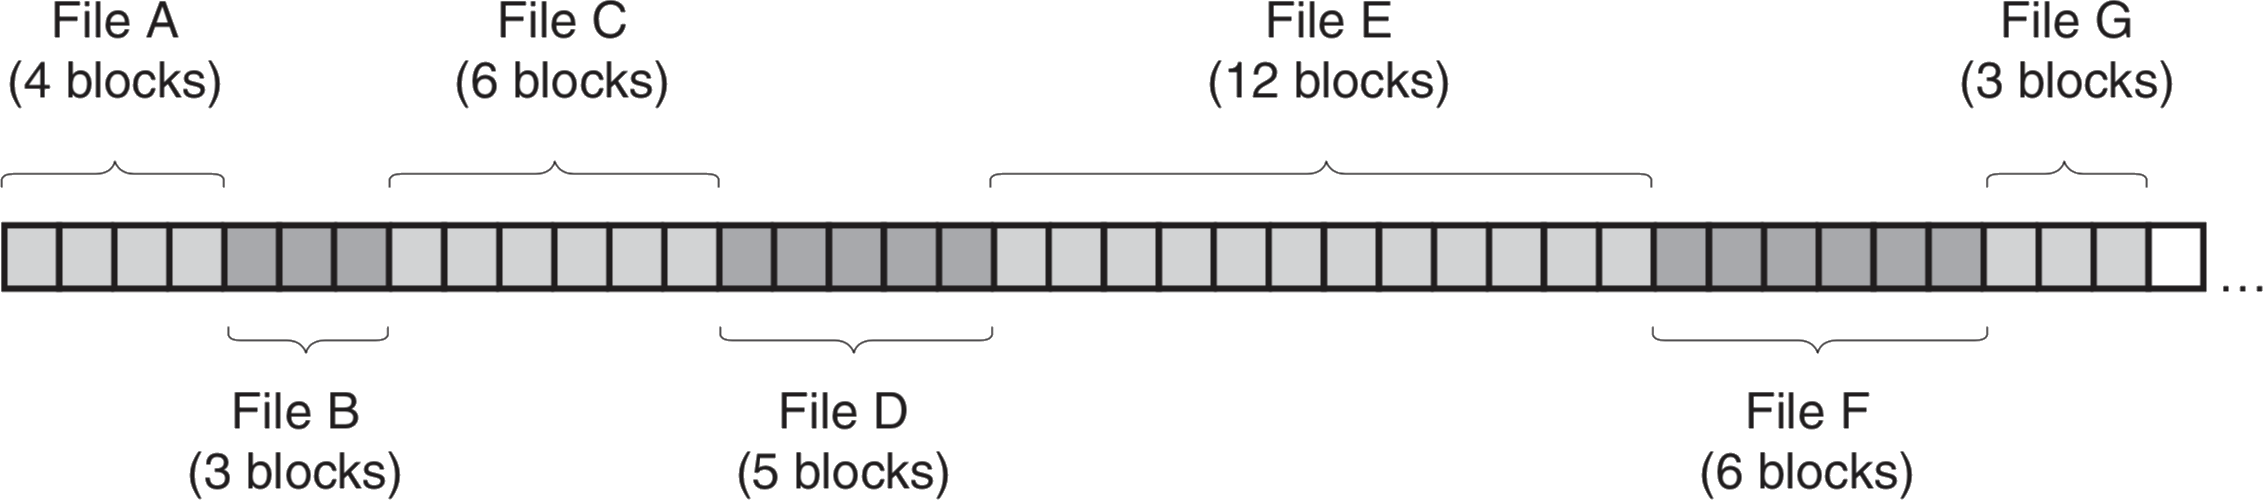 File A
(4 blocks)
File C
(6 blocks)
File E
(12 blocks)
File G
(3 blocks)
...
File B
(3 blocks)
File D
(5 blocks)
File F
(6 blocks)